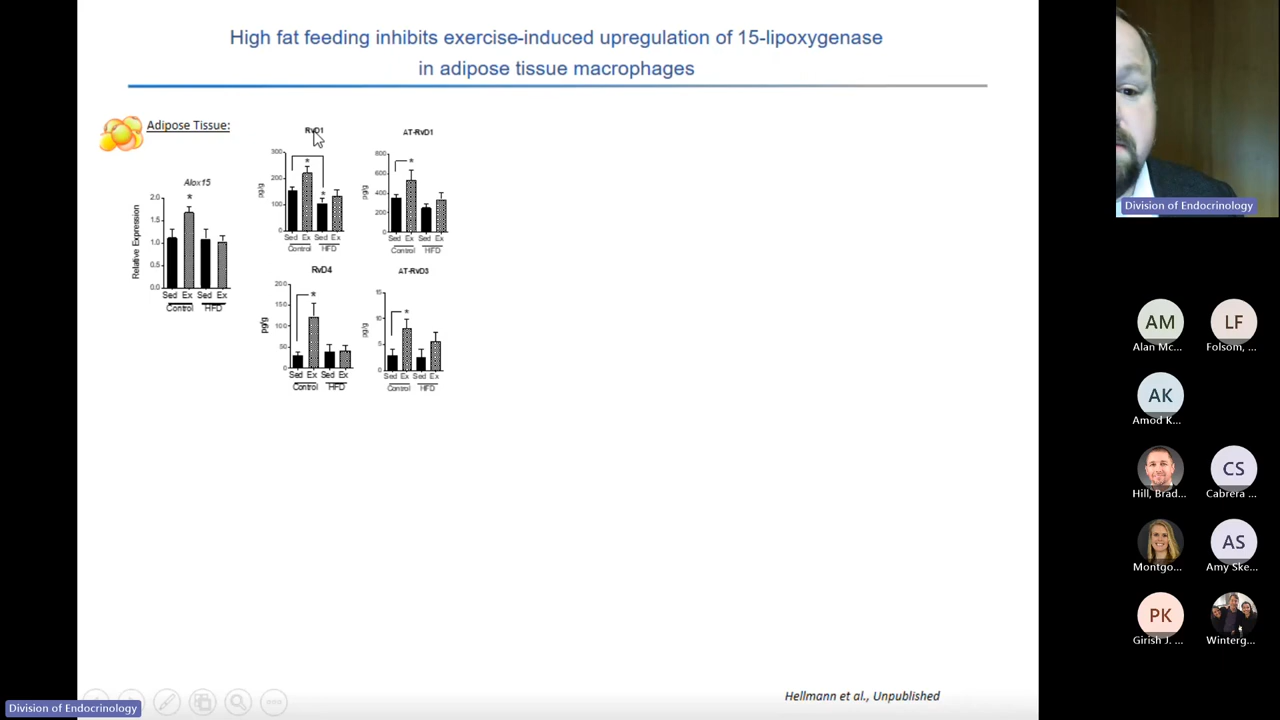 High fat feeding inhibits exercise-induced upregulation of 15-lipoxygenase
in adipose tissue macrophages
Adipose Tissue:
Alox15
Relative Expression
2.0
1.5
1.0
0.5
0.0
Sed Ex Sed Ex
Control HFD
RvD1
pg/g
300
200
100
0
Sed Ex Sed Ex
Control HFD
AT-RvD1
pg/g
800
600
400
200
0
Sed Ex Sed Ex
Control HFD
RvD4
pg/g
Sed Ex Sed Ex
Control HFD
AT-RvD3
pg/g
15
10
5
0
Sed Ex Sed Ex
Control HFD
Hellmann et al., Unpublished
Division of Endocrinology
Division of Endocrinology
AM
Alan Mc...
LF
Folsom, ...
AK
Amod K...
Hill, Brad...
CS
Cabrera ...
Montgo...
AS
Amy Ske...
PK
Girish J. ...
Winterg...